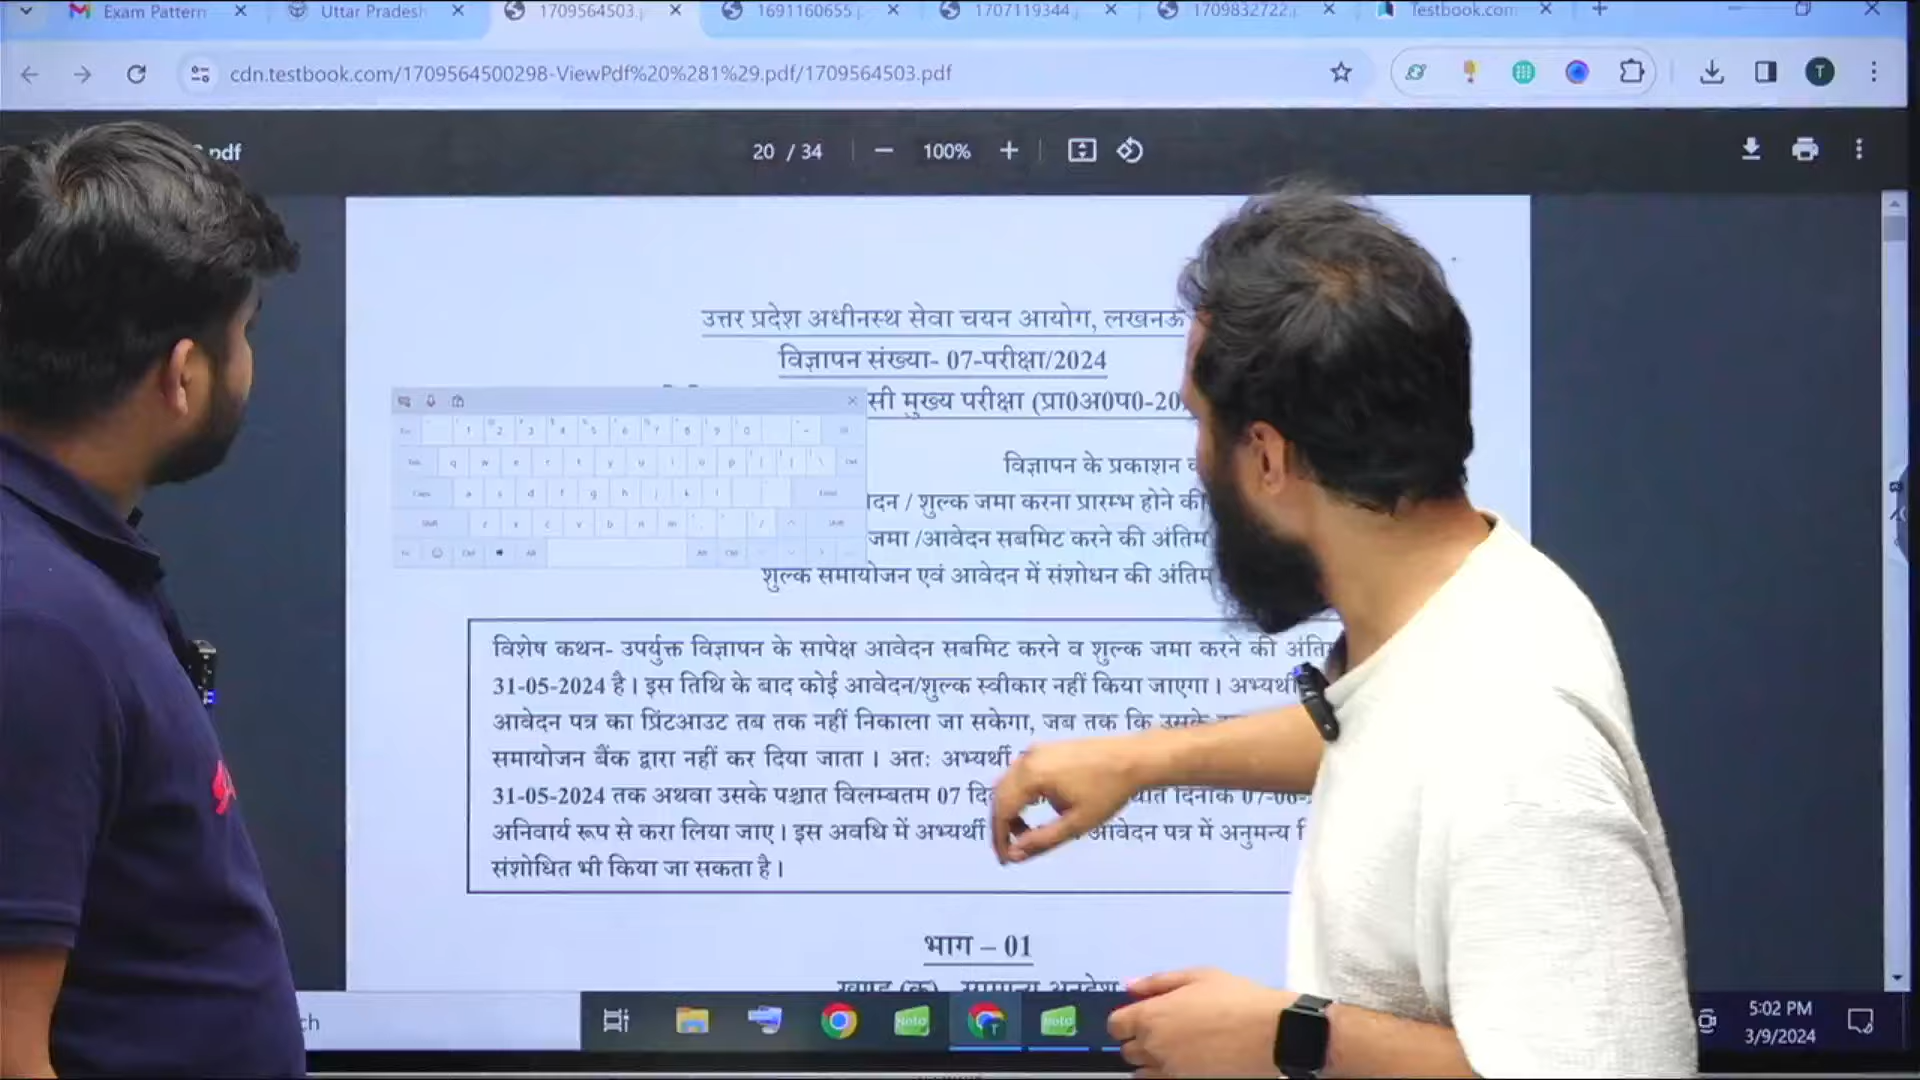 Exam Pattern
Uttar Pradesh
1709564503.
1691160655
1707119344
1709832722.
Testbook.com
cdn.testbook.com/1709564500298-ViewPdf%20%281%29.pdf/1709564503.pdf
T
.pdf
20 / 34
100%
उत्तर प्रदेश अधीनस्थ सेवा चयन आयोग, लखनऊ
विज्ञापन संख्या- 07-परीक्षा/2024
सी मुख्य परीक्षा (प्रा0अ0प0-20
विज्ञापन के प्रकाशन
/ शुल्क जमा करना प्रारम्भ होने की
जमा /आवेदन सबमिट करने की अंतिम
शुल्क समायोजन एवं आवेदन में संशोधन की अंतिम
विशेष कथन- उपर्युक्त विज्ञापन के सापेक्ष आवेदन सबमिट करने व शुल्क जमा करने की
31-05-2024 है। इस तिथि के बाद कोई आवेदन/शुल्क स्वीकार नहीं किया जाएगा। अभ्यर्थी
आवेदन पत्र का प्रिंटआउट तब तक नहीं निकाला जा सकेगा, जब तक कि उसके
समायोजन बैंक द्वारा नहीं कर दिया जाता। अतः अभ्यर्थी
31-05-2024 तक अथवा उसके पश्चात विलम्बतम 07 दिनांक
अनिवार्य रूप से करा लिया जाए। इस अवधि में अभ्यर्थी आवेदन पत्र में अनुमन्य
संशोधित भी किया जा सकता है।
भाग – 01
5:02 PM
3/9/2024